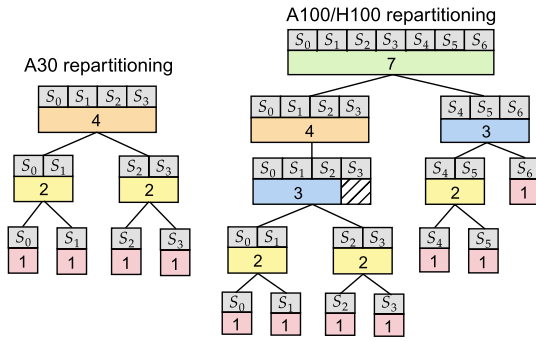 A30 repartitioning
S0 S1 S2 S3
4
S0 S1
2
S2 S3
2
S0
1
S1
1
S2
1
S3
1
A100/H100 repartitioning
S0 S1 S2 S3 S4 S5 S6
7
S0 S1 S2 S3
4
S4 S5 S6
3
S0 S1 S2 S3
3
S4 S5
2
S6
1
S0 S1
2
S2 S3
2
S4
1
S5
1
S0
1
S1
1
S2
1
S3
1